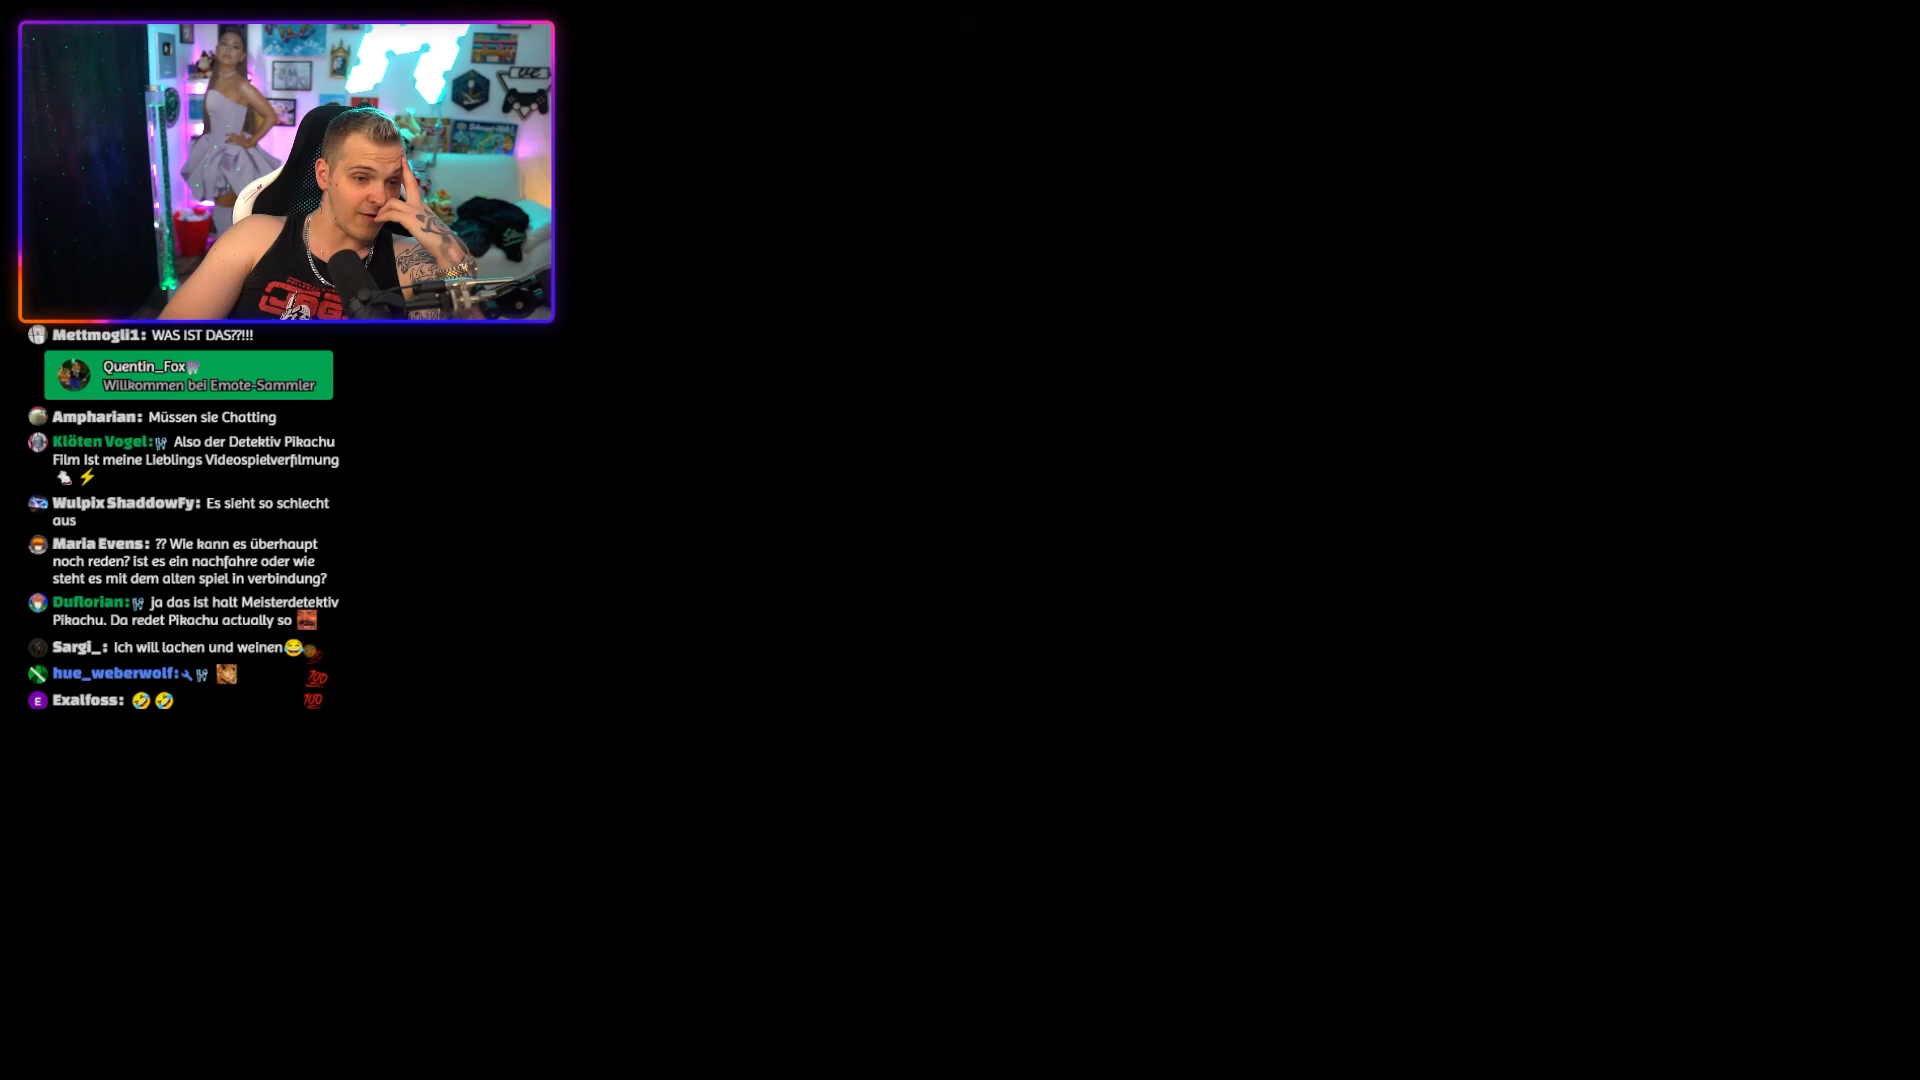 Mettmogli1: WAS IST DAS??!!!
Quentin_Fox
Willkommen bei Emote-Sammler
Ampharian: Müssen sie Chatting
Klöten Vogel: Also der Detektiv Pikachu
Film Ist meine Lieblings Videospielverfilmung
🐁 ⚡
Wulpix ShaddowFy: Es sieht so schlecht
aus
Maria Evens: ?? Wie kann es überhaupt
noch reden? ist es ein nachfahre oder wie
steht es mit dem alten spiel in verbindung?
Duflorian: ja das ist halt Meisterdetektiv
Pikachu. Da redet Pikachu actually so
Sargi_: Ich will lachen und weinen😂
hue_weberwolf: 💯
E Exalfoss: 🤣 🤣 💯